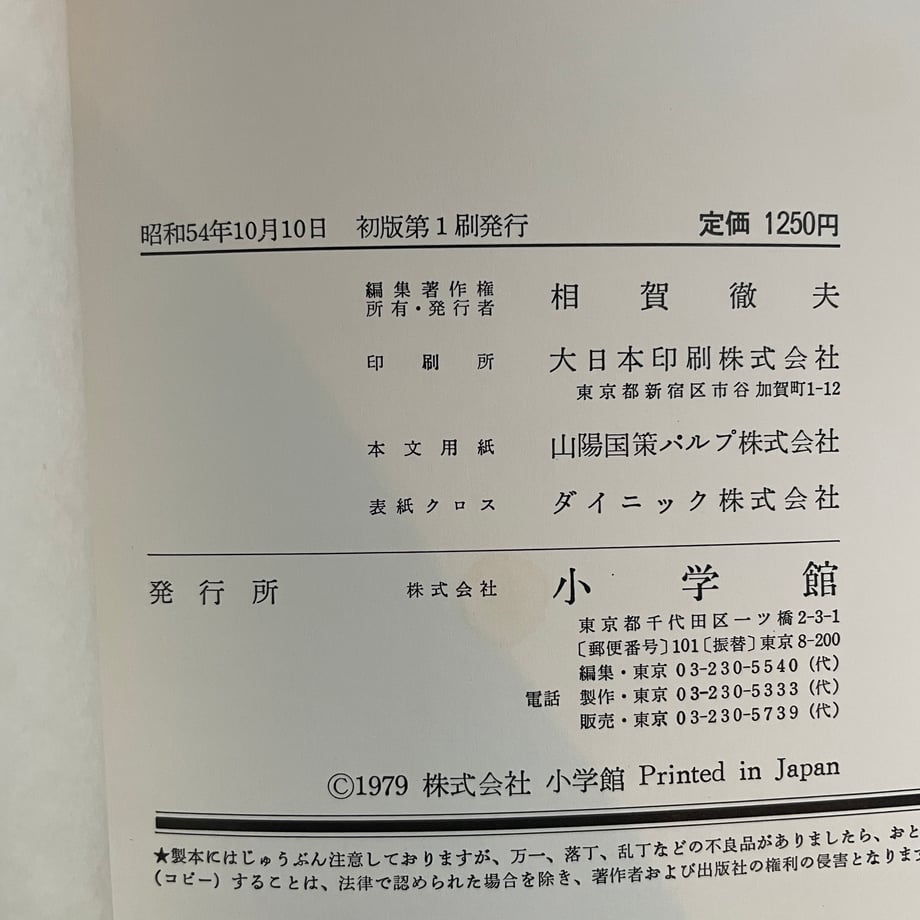 昭和54年10月10日　初版第1刷発行　定価 1250円
編集著作権
所有・発行者　相賀徹夫
印刷所　大日本印刷株式会社
東京都新宿区市谷加賀町1-12
本文用紙　山陽国策パルプ株式会社
表紙クロス　ダイニック株式会社
発行所　株式会社　小学館
東京都千代田区一ツ橋2-3-1
〔郵便番号〕101〔振替〕東京8-200
編集・東京 03-230-5540（代）
電話　製作・東京 03-230-5333（代）
販売・東京 03-230-5739（代）
©1979 株式会社 小学館 Printed in Japan
★製本にはじゅうぶん注意しておりますが、万一、落丁、乱丁などの不良品がありましたら、おと
（コピー）することは、法律で認められた場合を除き、著作者および出版社の権利の侵害となります